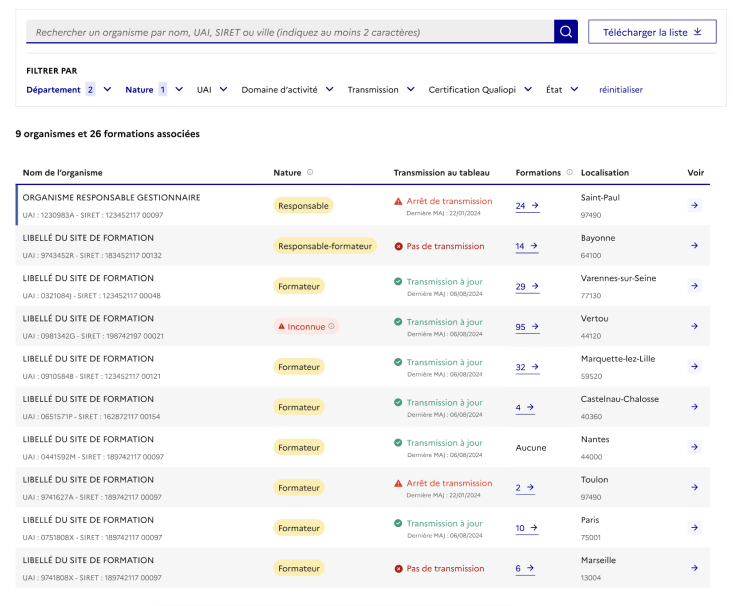 Rechercher un organisme par nom, UAI, SIRET ou ville (indiquez au moins 2 caractères)
Télécharger la liste
FILTRER PAR
Département 2 Nature 1 UAI Domaine d'activité Transmission Certification Qualiopi État réinitialiser
9 organismes et 26 formations associées
Nom de l'organisme Nature Transmission au tableau Formations Localisation Voir
ORGANISME RESPONSABLE GESTIONNAIRE
UAI : 1230983A - SIRET : 123452117 00097
Responsable
Arrêt de transmission
Dernière MAJ : 22/01/2024
24
Saint-Paul
97490
LIBELLÉ DU SITE DE FORMATION
UAI : 9743452R - SIRET : 183452117 00132
Responsable-formateur
Pas de transmission
14
Bayonne
64100
LIBELLÉ DU SITE DE FORMATION
UAI : 0321084J - SIRET : 123452117 00048
Formateur
Transmission à jour
Dernière MAJ : 06/08/2024
29
Varennes-sur-Seine
77130
LIBELLÉ DU SITE DE FORMATION
UAI : 0981342G - SIRET : 198742197 00021
Inconnue
Transmission à jour
Dernière MAJ : 06/08/2024
95
Vertou
44120
LIBELLÉ DU SITE DE FORMATION
UAI : 0910584B - SIRET : 123452117 00121
Formateur
Transmission à jour
Dernière MAJ : 06/08/2024
32
Marquette-lez-Lille
59520
LIBELLÉ DU SITE DE FORMATION
UAI : 0651571P - SIRET : 162872117 00154
Formateur
Transmission à jour
Dernière MAJ : 06/08/2024
4
Castelnau-Chalosse
40360
LIBELLÉ DU SITE DE FORMATION
UAI : 0441592M - SIRET : 189742117 00097
Formateur
Transmission à jour
Dernière MAJ : 06/08/2024
Aucune
Nantes
44000
LIBELLÉ DU SITE DE FORMATION
UAI : 9741627A - SIRET : 189742117 00097
Formateur
Arrêt de transmission
Dernière MAJ : 22/01/2024
2
Toulon
97490
LIBELLÉ DU SITE DE FORMATION
UAI : 0751808X - SIRET : 189742117 00097
Formateur
Transmission à jour
Dernière MAJ : 06/08/2024
10
Paris
75001
LIBELLÉ DU SITE DE FORMATION
UAI : 9741808X - SIRET : 189742117 00097
Formateur
Pas de transmission
6
Marseille
13004